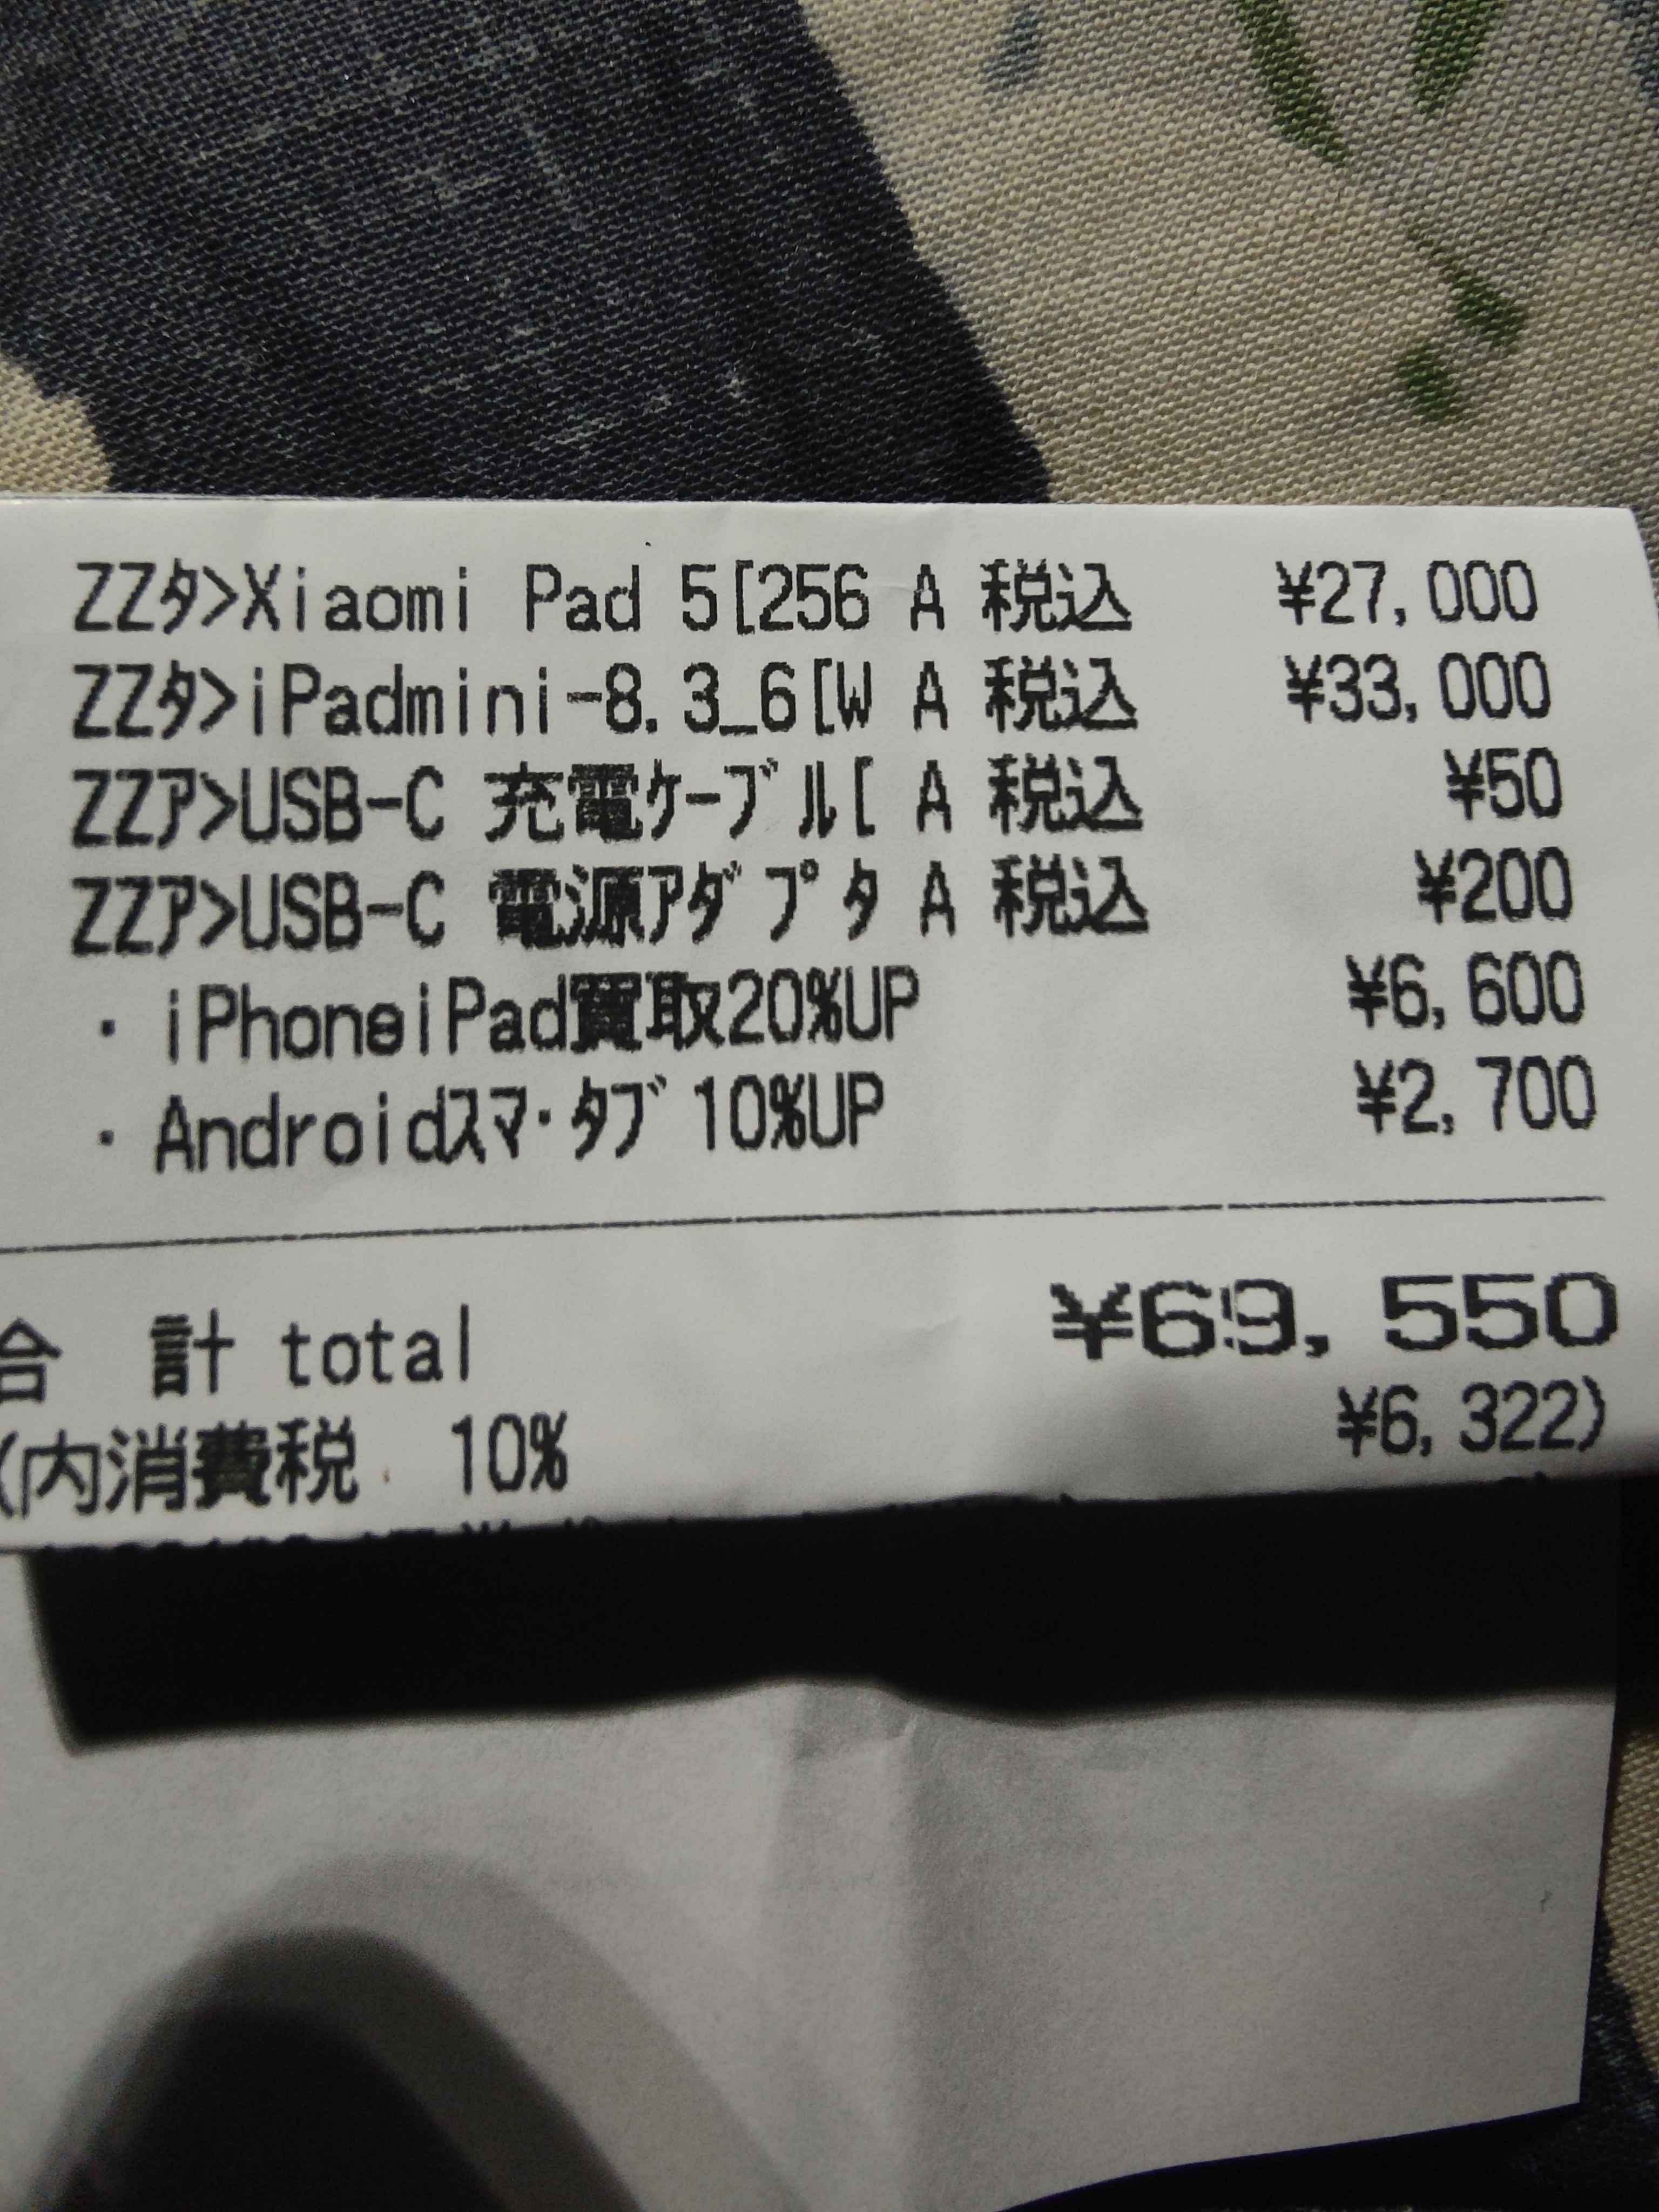 ZZﾀ>Xiaomi Pad 5[256 A 税込 ¥27,000
ZZﾀ>iPadmini-8.3_6[W A 税込 ¥33,000
ZZｱ>USB-C 充電ｹｰﾌﾞﾙ[ A 税込 ¥50
ZZｱ>USB-C 電源ｱﾀﾞﾌﾟﾀ A 税込 ¥200
・iPhoneiPad買取20%UP ¥6,600
・Androidｽﾏ・ﾀﾌﾞ10%UP ¥2,700
合 計 total ¥69,550
(内消費税 10% ¥6,322)